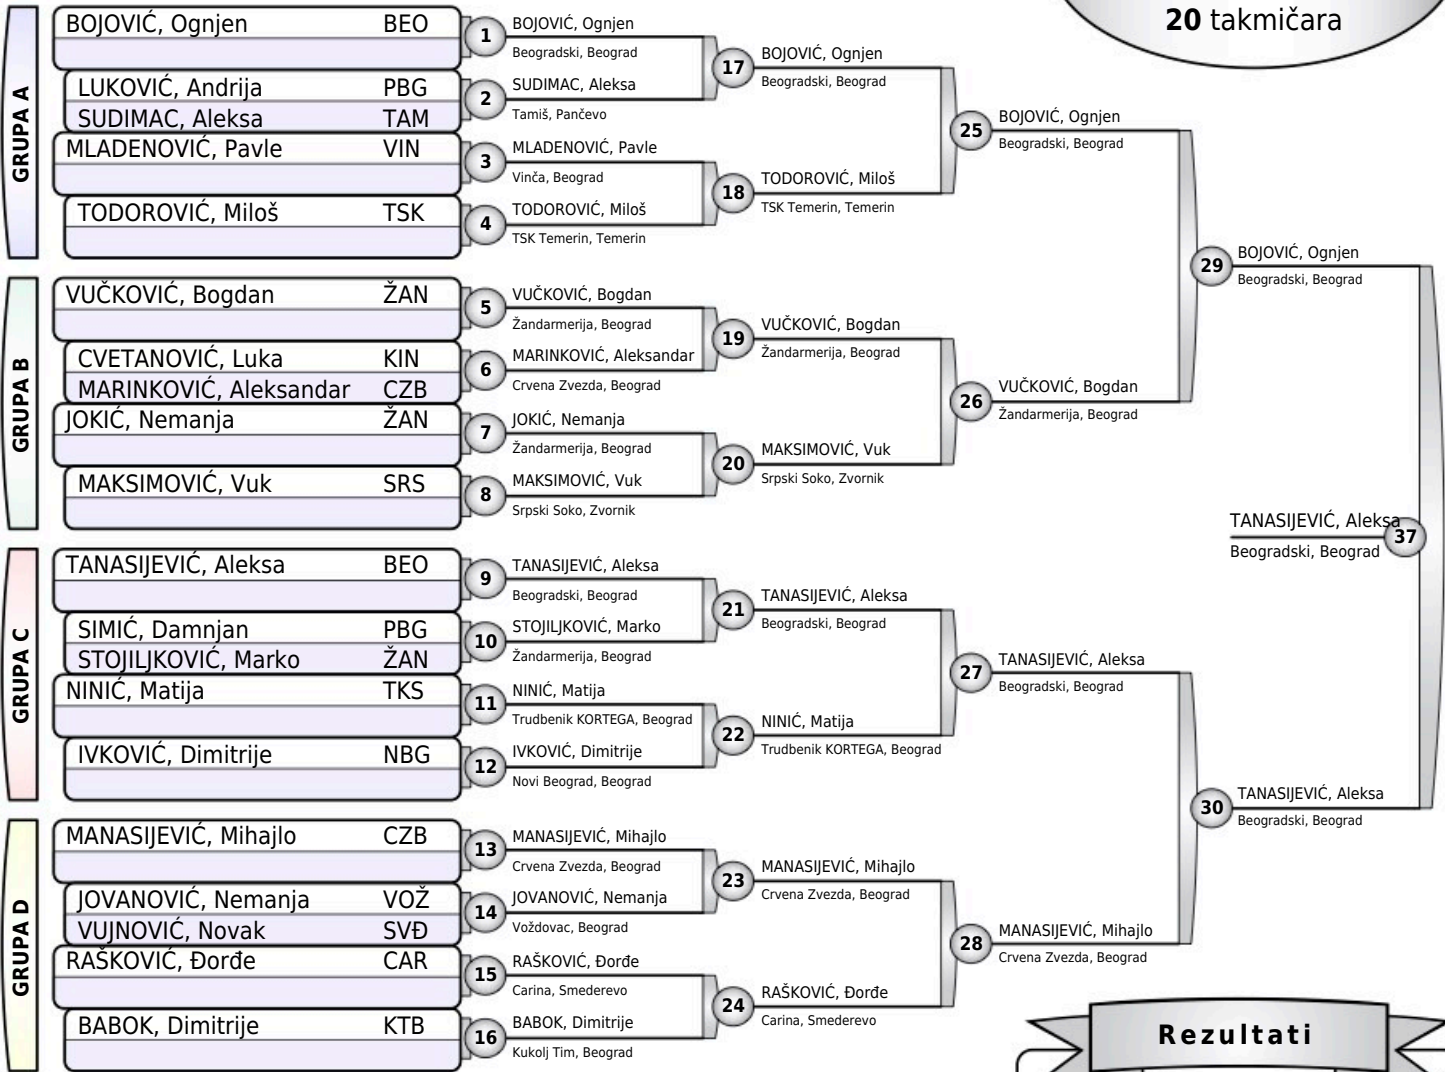 20 takmičara
GRUPA A
BOJOVIĆ, Ognjen BEO
LUKOVIĆ, Andrija PBG
SUDIMAC, Aleksa TAM
MLADENOVIĆ, Pavle VIN
TODOROVIĆ, Miloš TSK
GRUPA B
VUČKOVIĆ, Bogdan ŽAN
CVETANOVIĆ, Luka KIN
MARINKOVIĆ, Aleksandar CZB
JOKIĆ, Nemanja ŽAN
MAKSIMOVIĆ, Vuk SRS
GRUPA C
TANASIJEVIĆ, Aleksa BEO
SIMIĆ, Damnjan PBG
STOJILJKOVIĆ, Marko ŽAN
NINIĆ, Matija TKS
IVKOVIĆ, Dimitrije NBG
GRUPA D
MANASIJEVIĆ, Mihajlo CZB
JOVANOVIĆ, Nemanja VOŽ
VUJNOVIĆ, Novak SVĐ
RAŠKOVIĆ, Đorđe CAR
BABOK, Dimitrije KTB
1 BOJOVIĆ, Ognjen
Beogradski, Beograd
2 SUDIMAC, Aleksa
Tamiš, Pančevo
3 MLADENOVIĆ, Pavle
Vinča, Beograd
4 TODOROVIĆ, Miloš
TSK Temerin, Temerin
5 VUČKOVIĆ, Bogdan
Žandarmerija, Beograd
6 MARINKOVIĆ, Aleksandar
Crvena Zvezda, Beograd
7 JOKIĆ, Nemanja
Žandarmerija, Beograd
8 MAKSIMOVIĆ, Vuk
Srpski Soko, Zvornik
9 TANASIJEVIĆ, Aleksa
Beogradski, Beograd
10 STOJILJKOVIĆ, Marko
Žandarmerija, Beograd
11 NINIĆ, Matija
Trudbenik KORTEGA, Beograd
12 IVKOVIĆ, Dimitrije
Novi Beograd, Beograd
13 MANASIJEVIĆ, Mihajlo
Crvena Zvezda, Beograd
14 JOVANOVIĆ, Nemanja
Voždovac, Beograd
15 RAŠKOVIĆ, Đorđe
Carina, Smederevo
16 BABOK, Dimitrije
Kukolj Tim, Beograd
17 BOJOVIĆ, Ognjen
Beogradski, Beograd
18 TODOROVIĆ, Miloš
TSK Temerin, Temerin
19 VUČKOVIĆ, Bogdan
Žandarmerija, Beograd
20 MAKSIMOVIĆ, Vuk
Srpski Soko, Zvornik
21 TANASIJEVIĆ, Aleksa
Beogradski, Beograd
22 NINIĆ, Matija
Trudbenik KORTEGA, Beograd
23 MANASIJEVIĆ, Mihajlo
Crvena Zvezda, Beograd
24 RAŠKOVIĆ, Đorđe
Carina, Smederevo
25 BOJOVIĆ, Ognjen
Beogradski, Beograd
26 VUČKOVIĆ, Bogdan
Žandarmerija, Beograd
27 TANASIJEVIĆ, Aleksa
Beogradski, Beograd
28 MANASIJEVIĆ, Mihajlo
Crvena Zvezda, Beograd
29 BOJOVIĆ, Ognjen
Beogradski, Beograd
30 TANASIJEVIĆ, Aleksa
Beogradski, Beograd
TANASIJEVIĆ, Aleksa 37
Beogradski, Beograd
Rezultati